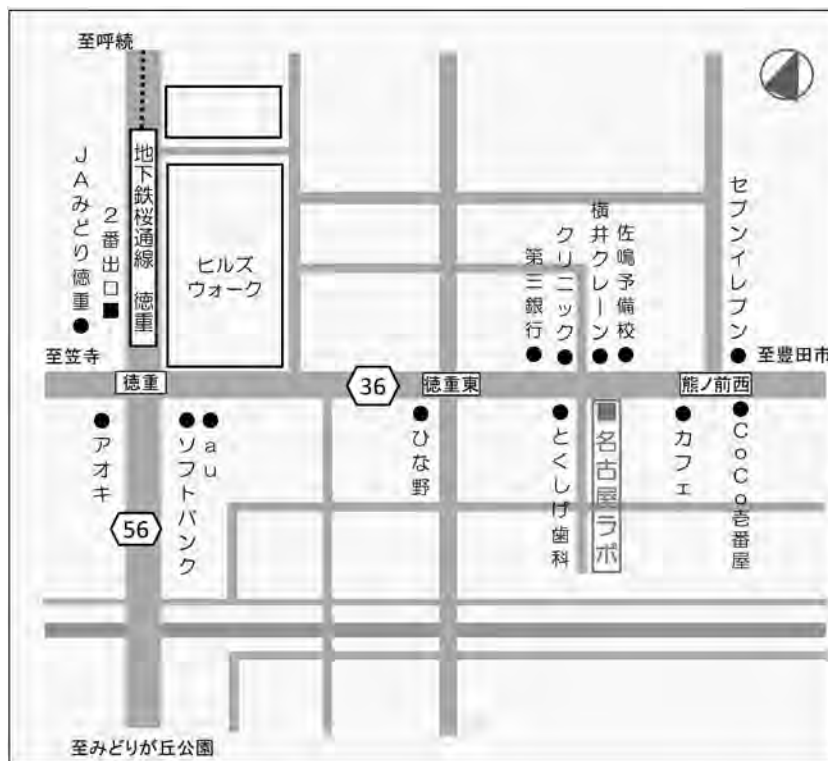 至呼続
地下鉄桜通線 徳重
JAみどり徳重
2番出口
ヒルズ
ウォーク
第三銀行
クリニック
横井クレーン
佐鳴予備校
セブンイレブン
至笠寺
至豊田市
徳重
36
徳重東
熊ノ前西
アオキ
ソフトバンク
au
ひな野
とくしげ歯科
名古屋ラボ
カフェ
CoCo壱番屋
56
至みどりが丘公園